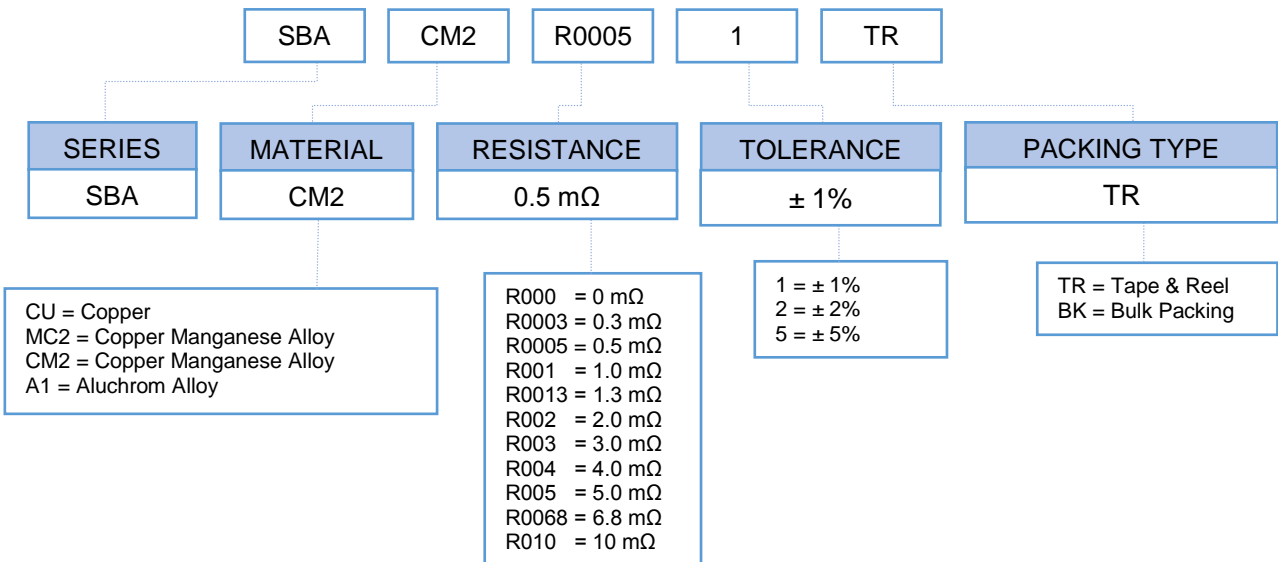 SBA CM2 R0005 1 TR
SERIES MATERIAL RESISTANCE TOLERANCE PACKING TYPE
SBA CM2 0.5 mΩ ± 1% TR
CU = Copper
MC2 = Copper Manganese Alloy
CM2 = Copper Manganese Alloy
A1 = Aluchrom Alloy
R000 = 0 mΩ
R0003 = 0.3 mΩ
R0005 = 0.5 mΩ
R001 = 1.0 mΩ
R0013 = 1.3 mΩ
R002 = 2.0 mΩ
R003 = 3.0 mΩ
R004 = 4.0 mΩ
R005 = 5.0 mΩ
R0068 = 6.8 mΩ
R010 = 10 mΩ
1 = ± 1%
2 = ± 2%
5 = ± 5%
TR = Tape & Reel
BK = Bulk Packing